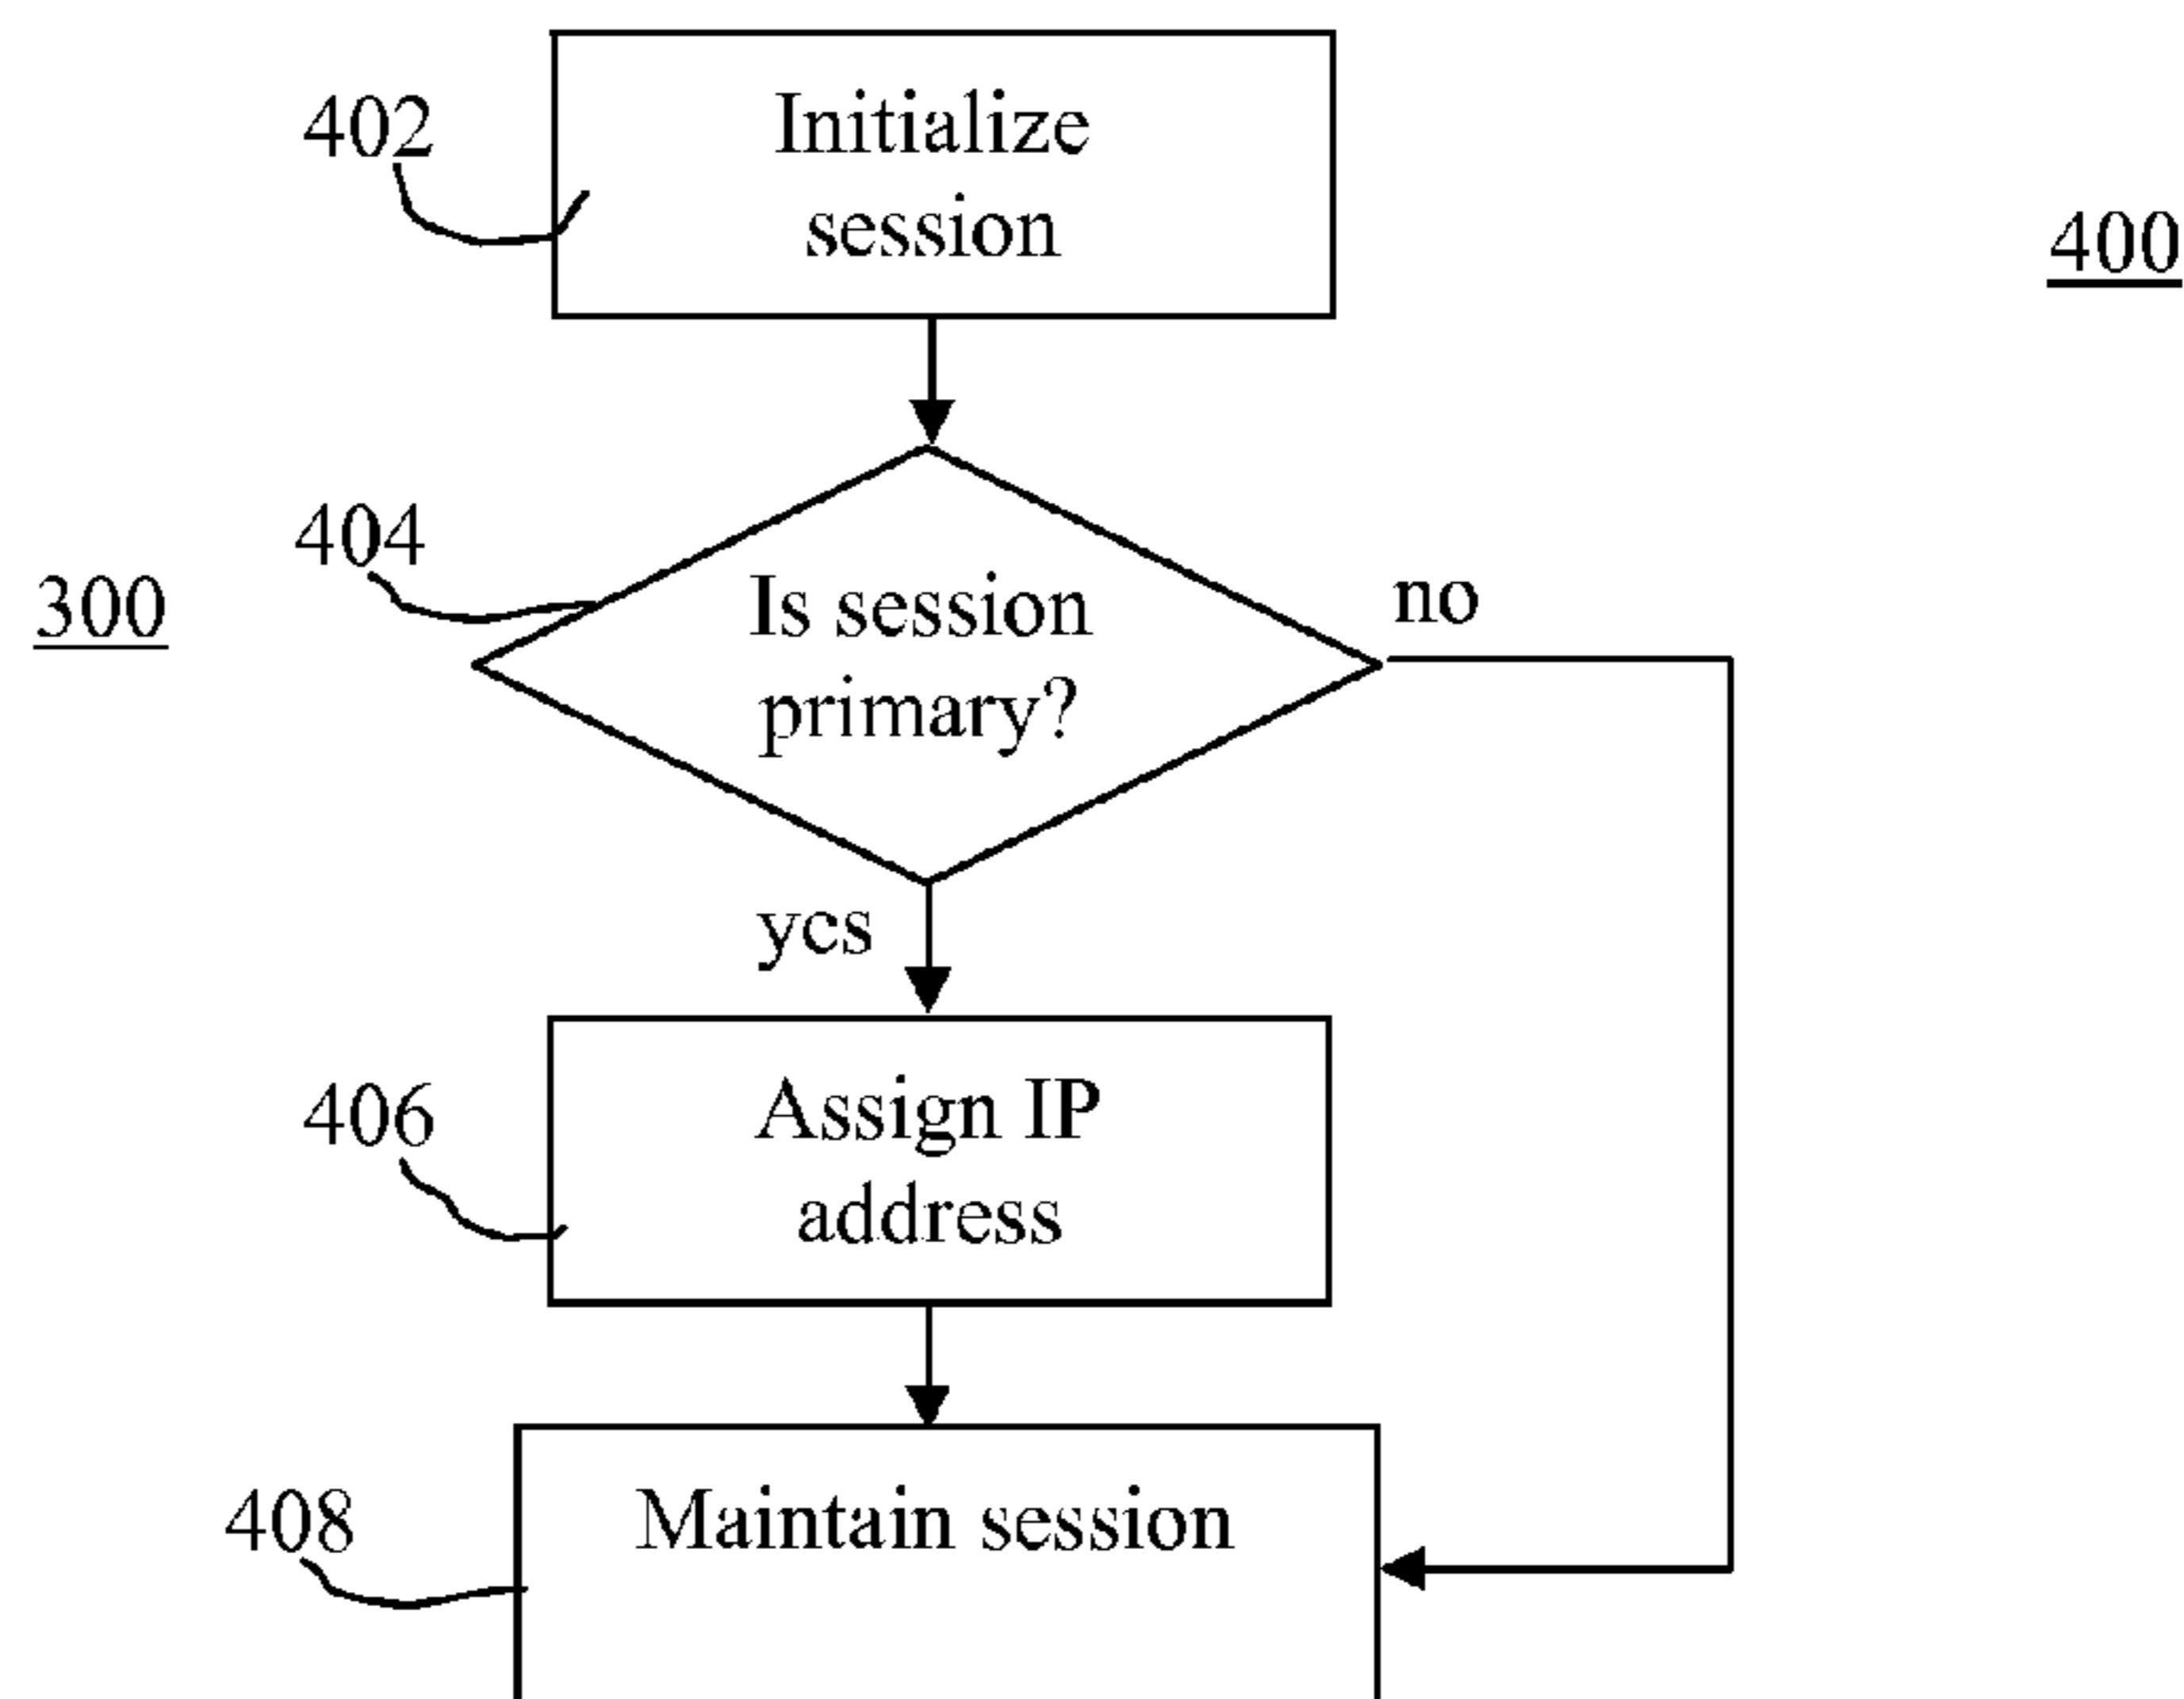 402
Initialize
session
400
404
300
Is session
primary?
no
ycs
406
Assign IP
address
408
Maintain session